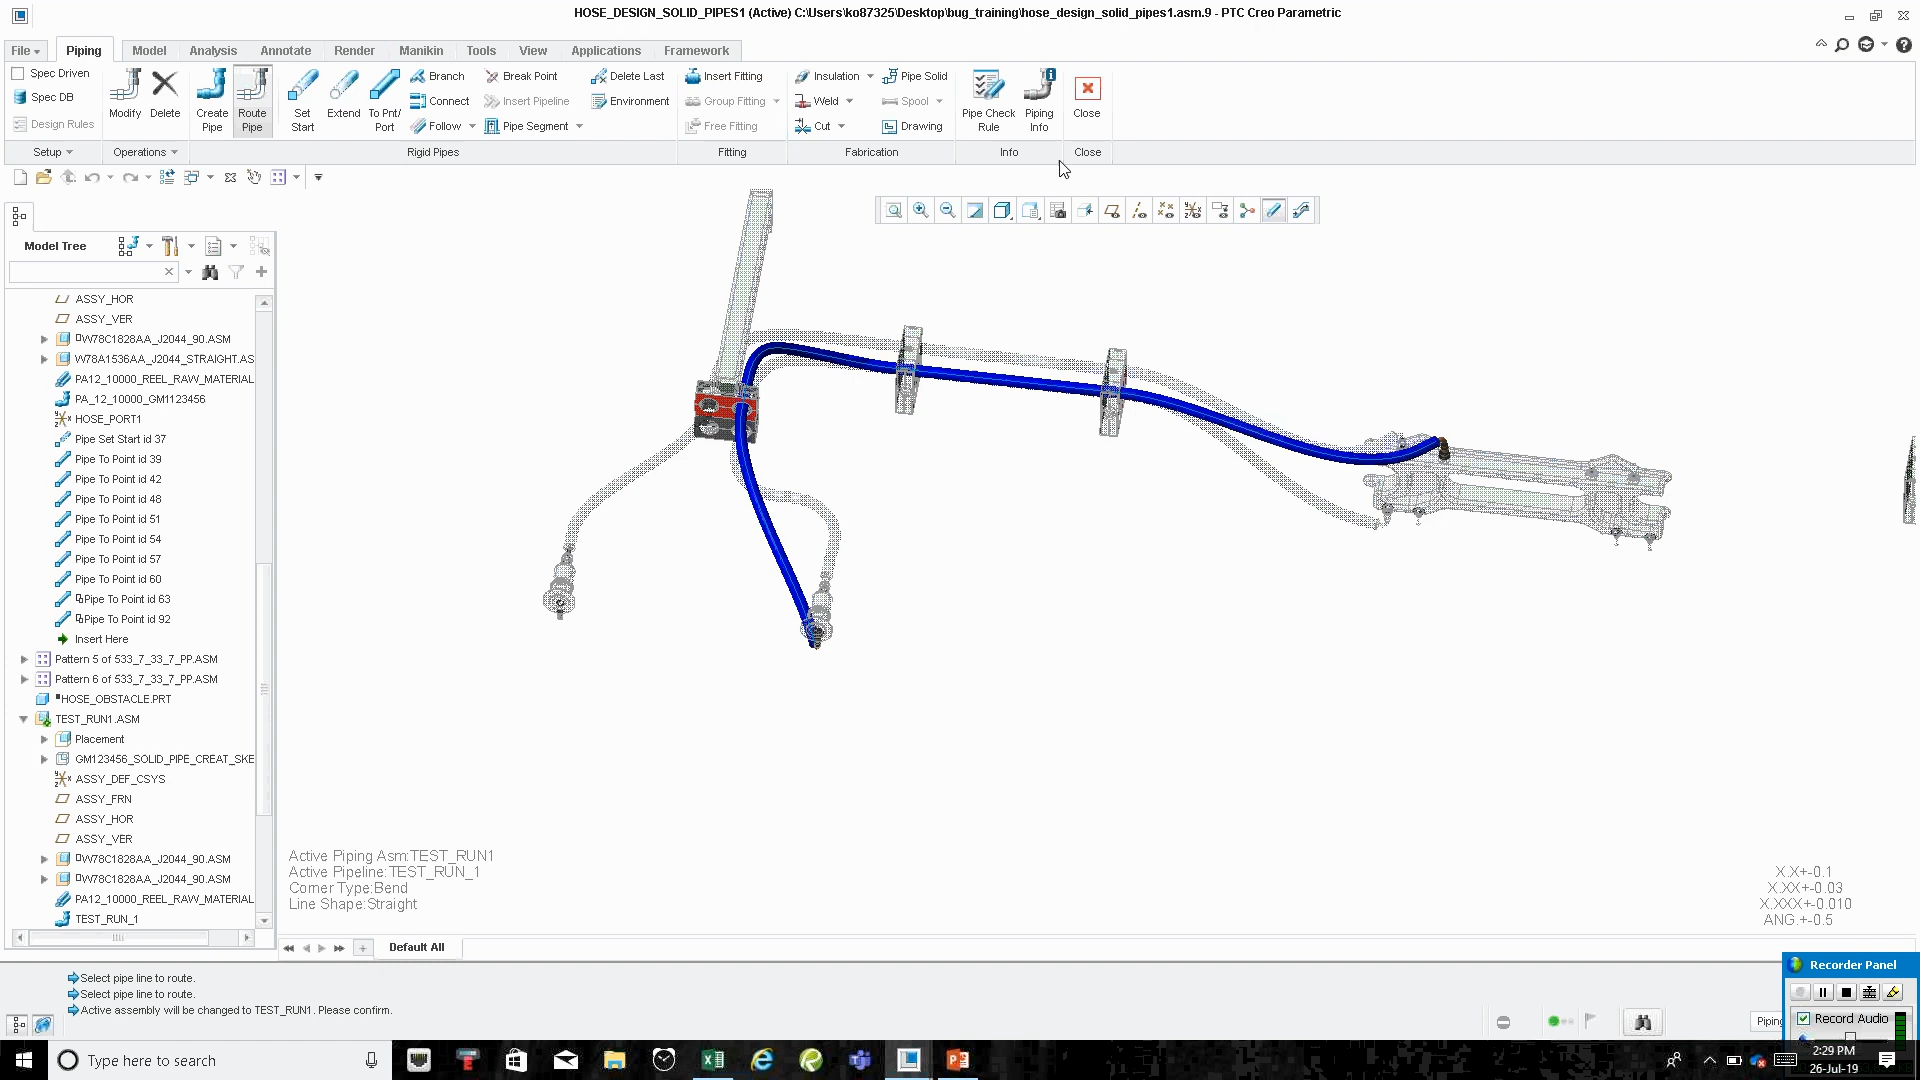 HOSE_DESIGN_SOLID_PIPES1 (Active) C:\Users\ko87325\Desktop\bug_training\hose_design_solid_pipes1.asm.9 - PTC Creo Parametric
File Piping Model Analysis Annotate Render Manikin Tools View Applications Framework
Spec Driven
Spec DB
Design Rules
Setup
Modify Delete
Operations
Create Pipe
Route Pipe
Set Start
Extend
To Pnt/ Port
Branch
Connect
Follow
Break Point
Insert Pipeline
Pipe Segment
Delete Last
Environment
Rigid Pipes
Insert Fitting
Group Fitting
Free Fitting
Fitting
Insulation
Weld
Cut
Pipe Solid
Spool
Drawing
Fabrication
Pipe Check Rule
Piping Info
Info
Close
Close
Model Tree
ASSY_HOR
ASSY_VER
W78C1828AA_J2044_90.ASM
W78A1536AA_J2044_STRAIGHT.AS
PA12_10000_REEL_RAW_MATERIAL
PA_12_10000_GM1123456
HOSE_PORT1
Pipe Set Start id 37
Pipe To Point id 39
Pipe To Point id 42
Pipe To Point id 48
Pipe To Point id 51
Pipe To Point id 54
Pipe To Point id 57
Pipe To Point id 60
Pipe To Point id 63
Pipe To Point id 92
Insert Here
Pattern 5 of 533_7_33_7_PP.ASM
Pattern 6 of 533_7_33_7_PP.ASM
HOSE_OBSTACLE.PRT
TEST_RUN1.ASM
Placement
GM123456_SOLID_PIPE_CREAT_SKE
ASSY_DEF_CSYS
ASSY_FRN
ASSY_HOR
ASSY_VER
W78C1828AA_J2044_90.ASM
W78C1828AA_J2044_90.ASM
PA12_10000_REEL_RAW_MATERIAL
TEST_RUN_1
Active Piping Asm:TEST_RUN1
Active Pipeline:TEST_RUN_1
Corner Type:Bend
Line Shape:Straight
X.X+-0.1
X.XX+-0.03
X.XXX+-0.010
ANG.+-0.5
Default All
Select pipe line to route.
Select pipe line to route.
Active assembly will be changed to TEST_RUN1. Please confirm.
Piping
Recorder Panel
Record Audio
Type here to search
2:29 PM
26-Jul-19